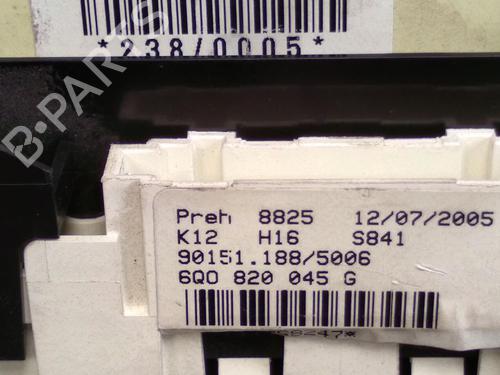 *238/0005*
B-PARTS
Preh 8825 12/07/2005
K12 H16 S841
90151.188/5006
6Q0 820 045 G